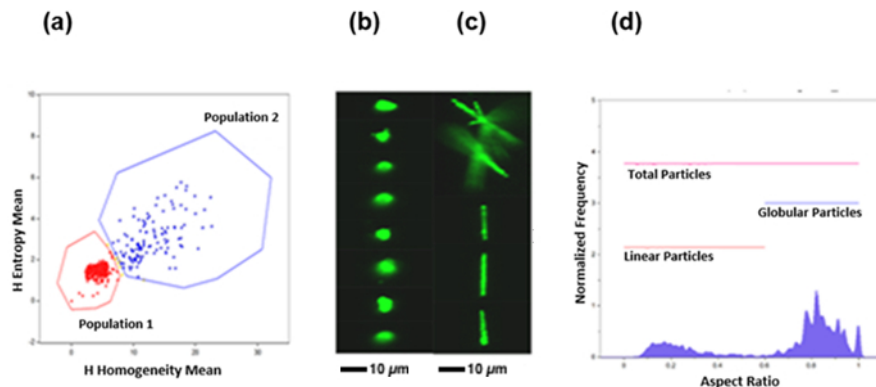 (a)
(b)
(c)
(d)
10
8
6
4
2
0
-2
H Entropy Mean
Population 2
Population 1
0
10
20
30
H Homogeneity Mean
10 µm
10 µm
5
4
3
2
1
0
Normalized Frequency
Total Particles
Globular Particles
Linear Particles
0
0.2
0.4
0.6
0.8
1
Aspect Ratio